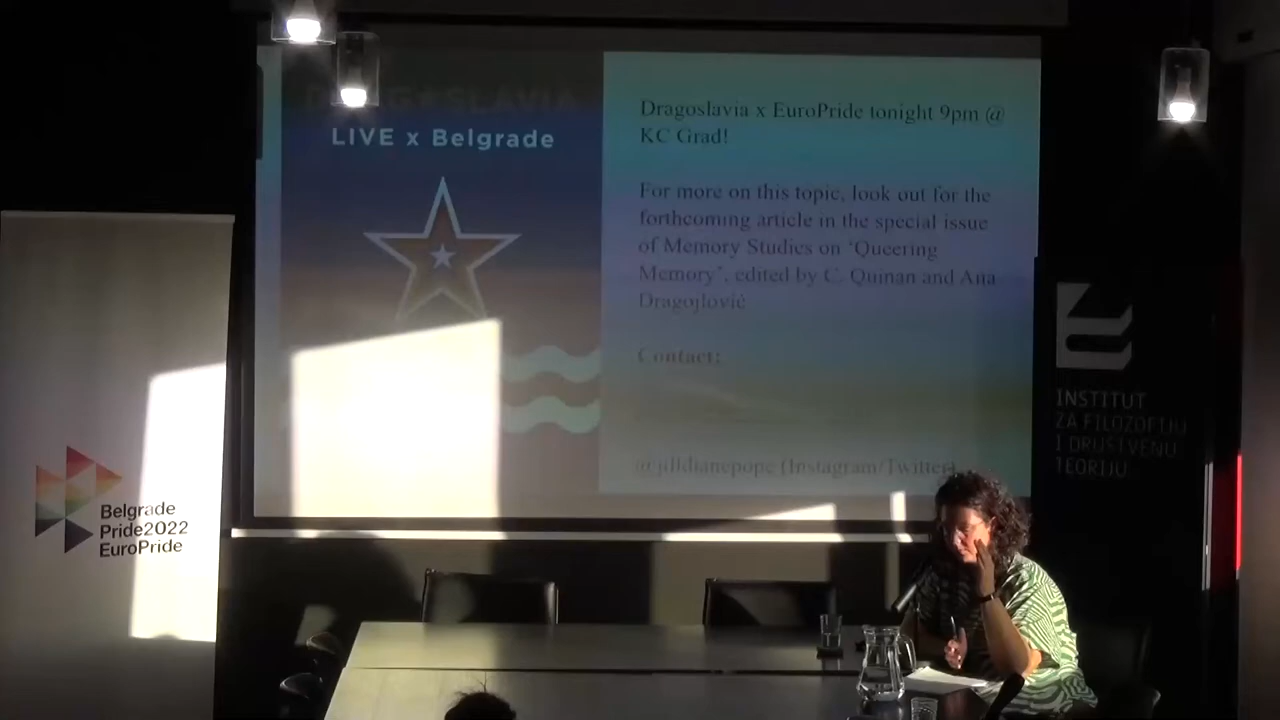 LIVE x Belgrade
Dragoslavia x EuroPride tonight 9pm @
KC Grad!
For more on this topic, look out for the
forthcoming article in the special issue
of Memory Studies on ‘Queering
Memory’, edited by C. Quinan and Ana
Dragojlović
Contact:
@jdldianepope (Instagram/Twitter)
Belgrade
Pride2022
EuroPride
INSTITUT
ZA FILOZOFIJU
I DRUŠTVENU
TEORIJU